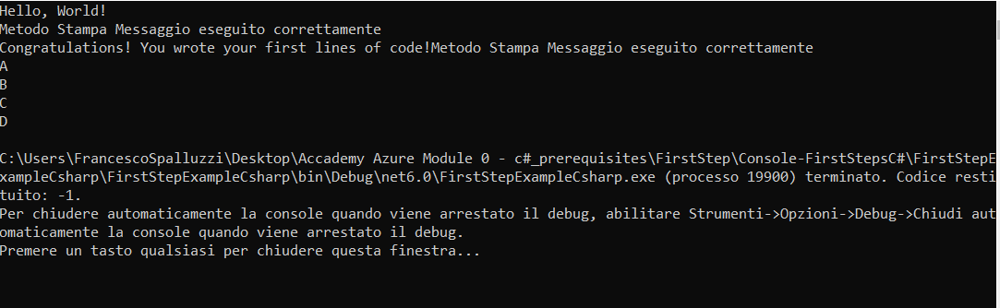 Hello, World!
Metodo Stampa Messaggio eseguito correttamente
Congratulations! You wrote your first lines of code!Metodo Stampa Messaggio eseguito correttamente
A
B
C
D
C:\Users\FrancescoSpalluzzi\Desktop\Accademy Azure Module 0 - c#_prerequisites\FirstStep\Console-FirstStepsC#\FirstStepE
xampleCsharp\FirstStepExampleCsharp\bin\Debug\net6.0\FirstStepExampleCsharp.exe (processo 19900) terminato. Codice resti
tuito: -1.
Per chiudere automaticamente la console quando viene arrestato il debug, abilitare Strumenti->Opzioni->Debug->Chiudi aut
omaticamente la console quando viene arrestato il debug.
Premere un tasto qualsiasi per chiudere questa finestra...